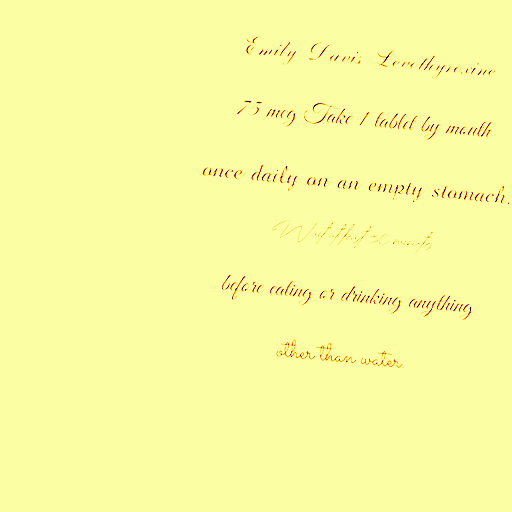 Emily Davis Levothyroxine
75 mcg Take 1 tablet by mouth
once daily on an empty stomach.
Wait at least 30 minutes
before eating or drinking anything
other than water.